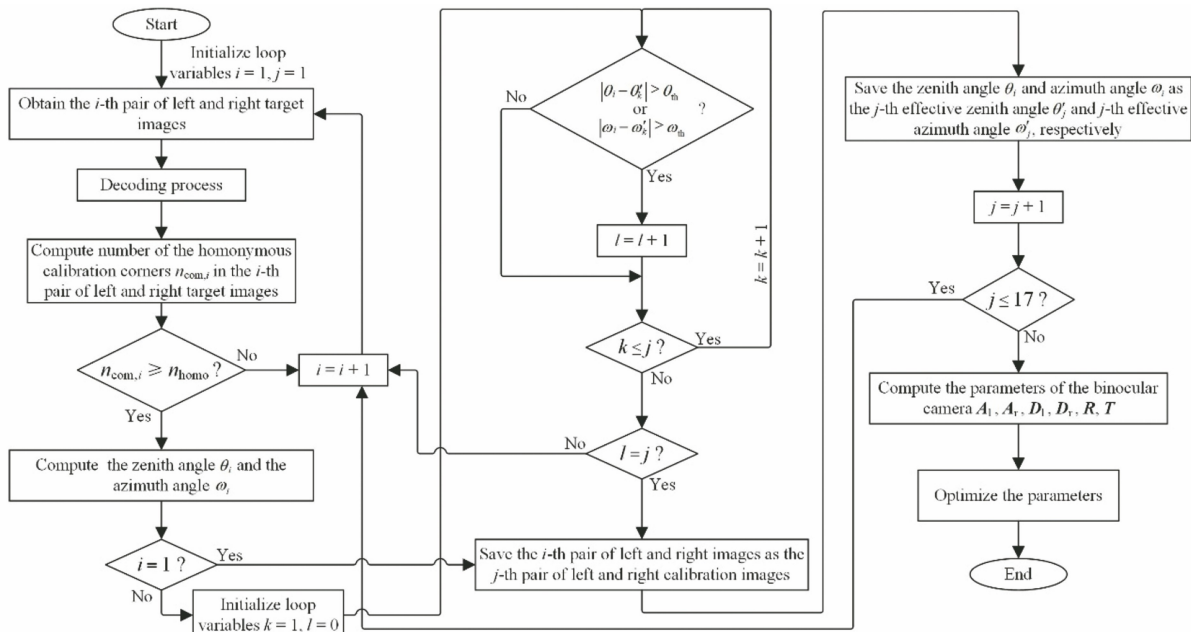 Start
Initialize loop
variables i = 1, j = 1
Obtain the i-th pair of left and right target
images
Decoding process
Compute number of the homonymous
calibration corners n_com,i in the i-th
pair of left and right target images
n_com,i ⩾ n_homo ?
No
Yes
i = i + 1
Compute the zenith angle θ_i and the
azimuth angle ω_i
i = 1 ?
Yes
No
Initialize loop
variables k = 1, l = 0
|θ_i − θ′_k| > θ_th
or
|ω_i − ω′_k| > ω_th
?
No
Yes
l = l + 1
k = k + 1
k ≤ j ?
Yes
No
l = j ?
No
Yes
Save the i-th pair of left and right images as the
j-th pair of left and right calibration images
Save the zenith angle θ_i and azimuth angle ω_i as
the j-th effective zenith angle θ′_j and j-th effective
azimuth angle ω′_j, respectively
j = j + 1
j ≤ 17 ?
Yes
No
Compute the parameters of the binocular
camera A_l, A_r, D_l, D_r, R, T
Optimize the parameters
End